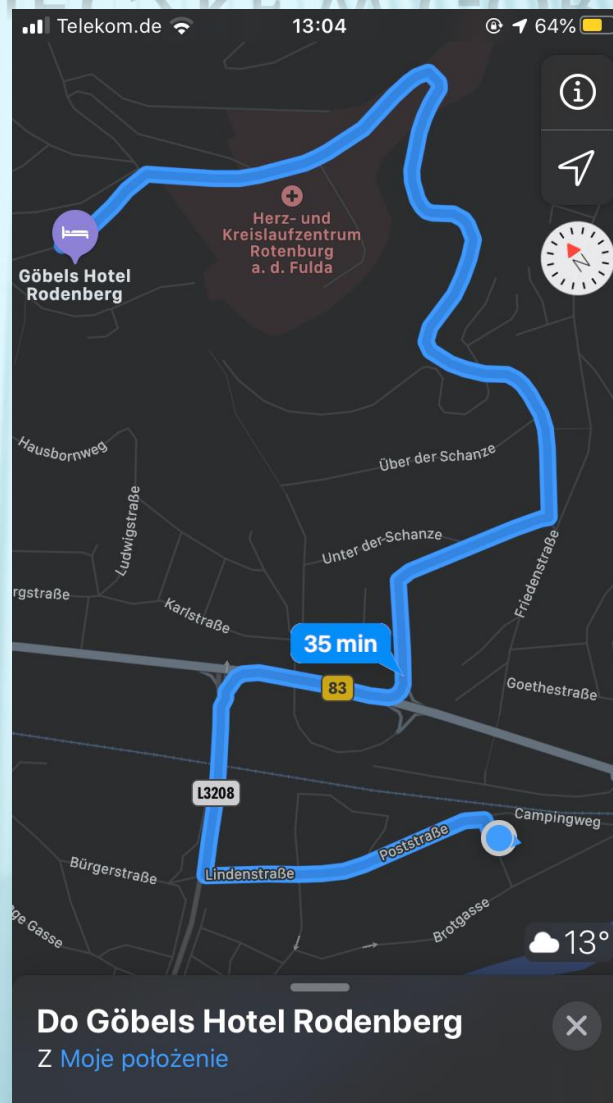 Telekom.de
13:04
64%
Herz- und
Kreislaufzentrum
Rotenburg
a. d. Fulda
Göbels Hotel
Rodenberg
N
Hausbornweg
Über der Schanze
Ludwigstraße
Unter der-Schanze
Friedenstraße
rgstraße
Karlstraße
35 min
83
Goethestraße
L3208
Campingweg
Poststraße
Bürgerstraße
Lindenstraße
ge Gasse
Brotgasse
13°
Do Göbels Hotel Rodenberg
Z Moje położenie